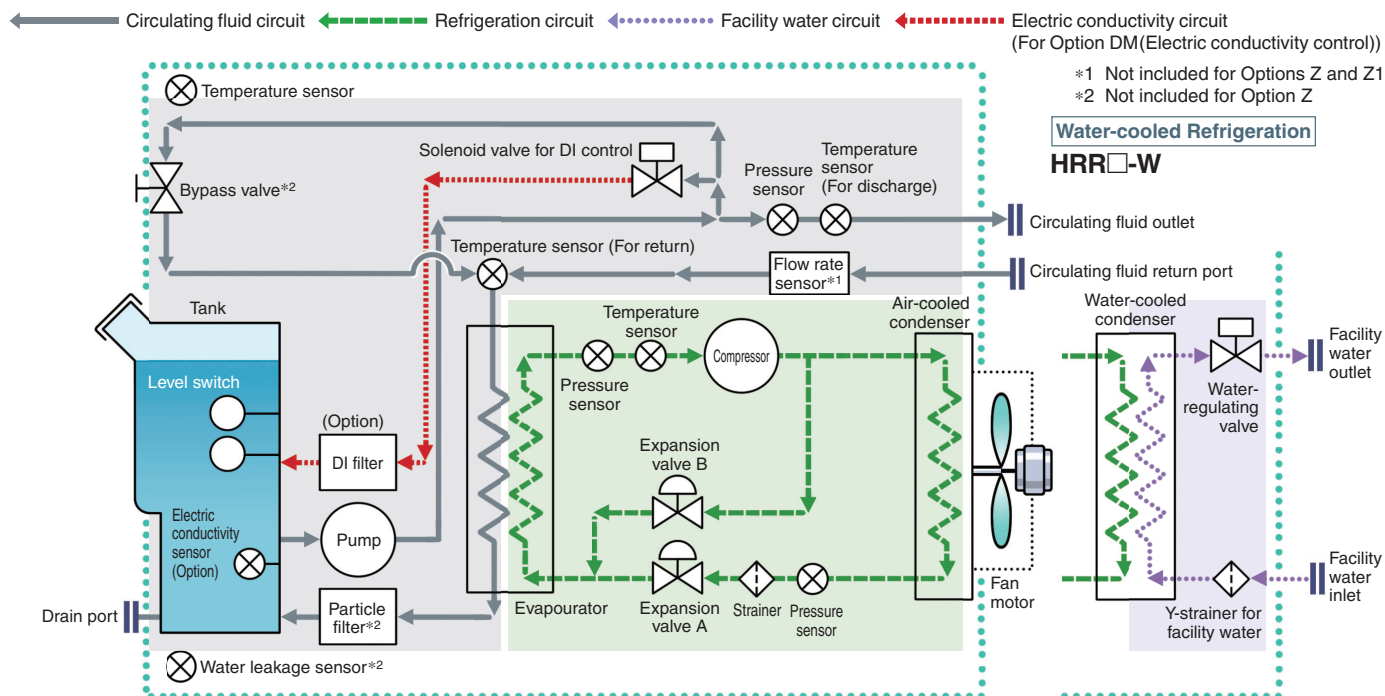 Circulating fluid circuit
Refrigeration circuit
Facility water circuit
Electric conductivity circuit
(For Option DM(Electric conductivity control))
*1 Not included for Options Z and Z1
*2 Not included for Option Z
Water-cooled Refrigeration
HRR□-W
Temperature sensor
Solenoid valve for DI control
Bypass valve*2
Pressure
sensor
Temperature
sensor
(For discharge)
Circulating fluid outlet
Temperature sensor (For return)
Flow rate
sensor*1
Circulating fluid return port
Tank
Level switch
(Option)
DI filter
Electric
conductivity
sensor
(Option)
Pump
Drain port
Particle
filter*2
Water leakage sensor*2
Temperature
sensor
Pressure
sensor
Compressor
Air-cooled
condenser
Expansion
valve B
Evapourator
Expansion
valve A
Strainer
Pressure
sensor
Fan
motor
Water-cooled
condenser
Facility
water
outlet
Water-
regulating
valve
Facility
water
inlet
Y-strainer for
facility water